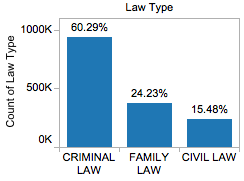 Law Type
Count of Law Type
1000K
500K
0K
60.29%
24.23%
15.48%
CRIMINAL
LAW
FAMILY
LAW
CIVIL LAW